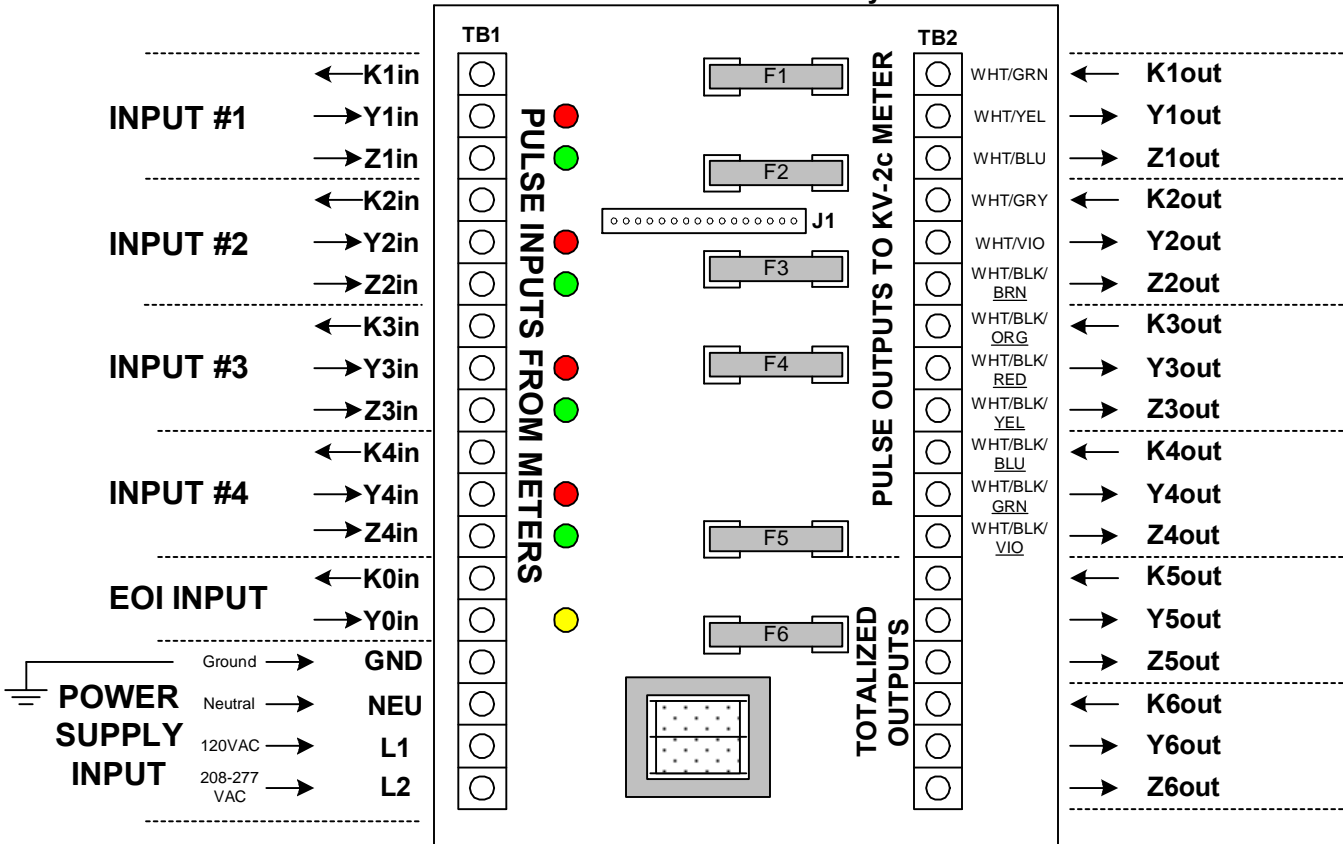 TB1
TB2
INPUT #1
K1in
Y1in
Z1in
INPUT #2
K2in
Y2in
Z2in
INPUT #3
K3in
Y3in
Z3in
INPUT #4
K4in
Y4in
Z4in
EOI INPUT
K0in
Y0in
POWER
SUPPLY
INPUT
Ground
GND
Neutral
NEU
120VAC
L1
208-277
VAC
L2
PULSE INPUTS FROM METERS
F1
F2
J1
F3
F4
F5
F6
PULSE OUTPUTS TO KV-2c METER
TOTALIZED
OUTPUTS
WHT/GRN
K1out
WHT/YEL
Y1out
WHT/BLU
Z1out
WHT/GRY
K2out
WHT/VIO
Y2out
WHT/BLK/
BRN
Z2out
WHT/BLK/
ORG
K3out
WHT/BLK/
RED
Y3out
WHT/BLK/
YEL
Z3out
WHT/BLK/
BLU
K4out
WHT/BLK/
GRN
Y4out
WHT/BLK/
VIO
Z4out
K5out
Y5out
Z5out
K6out
Y6out
Z6out